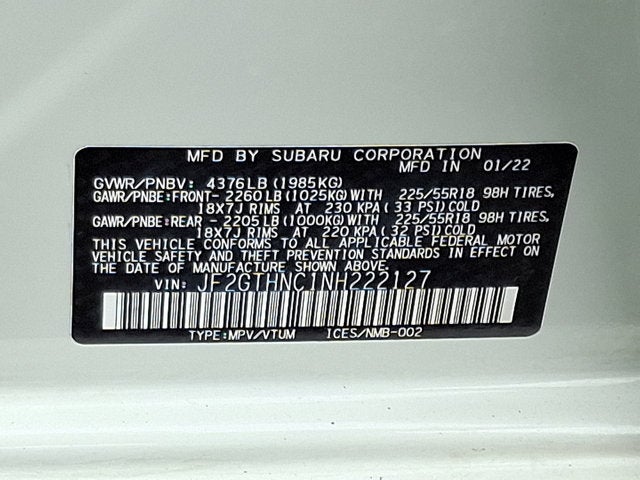 MFD BY SUBARU CORPORATION
MFD IN 01/22
GVWR/PNBV: 4376LB (1985KG)
GAWR/PNBE:FRONT-2260LB (1025KG)WITH 225/55R18 98H TIRES,
18X7J RIMS AT 230 KPA (33 PSI)COLD
GAWR/PNBE:REAR -2205LB (1000KG)WITH 225/55R18 98H TIRES,
18X7J RIMS AT 220 KPA (32 PSI)COLD
THIS VEHICLE CONFORMS TO ALL APPLICABLE FEDERAL MOTOR
VEHICLE SAFETY AND THEFT PREVENTION STANDARDS IN EFFECT ON
THE DATE OF MANUFACTURE SHOWN ABOVE.
VIN: JF2GTHNC1NH222127
TYPE:MPV/VTUM ICES/NMB-002